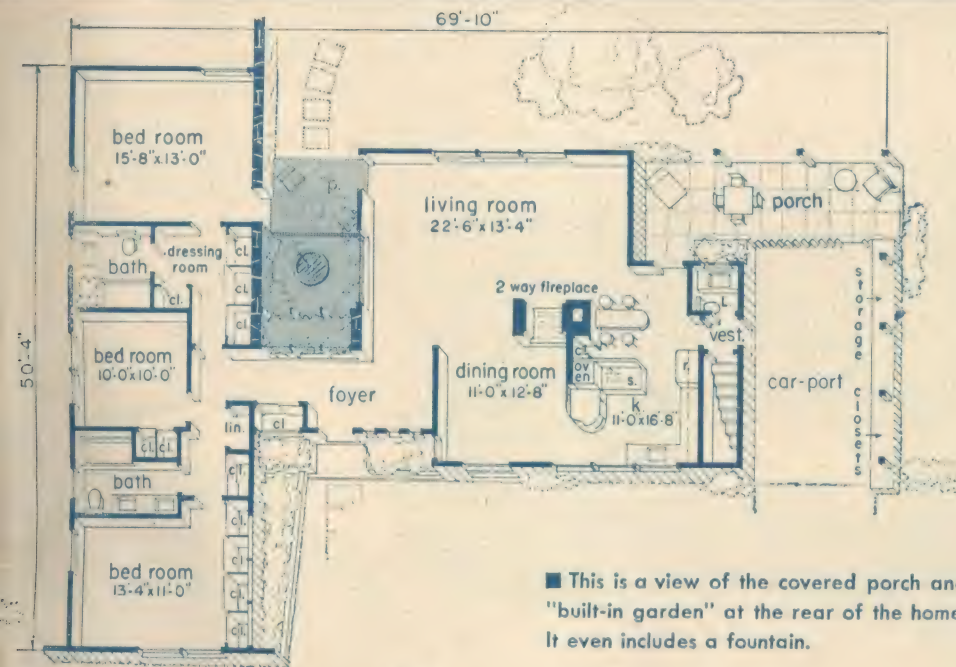 69'-10"
50'-4"
bed room
15'-8"x13'-0"
bath
dressing
room
cl.
cl.
cl.
cl.
bed room
10'-0"x10'-0"
cl. cl.
bath
lin.
cl.
cl.
cl.
cl.
cl.
bed room
13'-4"x11'-0"
foyer
cl
living room
22'-6"x13'-4"
2 way fireplace
dining room
11'-0"x12'-8"
cl.
ov
en
s.
r.
k.
11'-0x16'-8"
L
vest.
porch
car-port
storage closets
■ This is a view of the covered porch an
"built-in garden" at the rear of the home
It even includes a fountain.